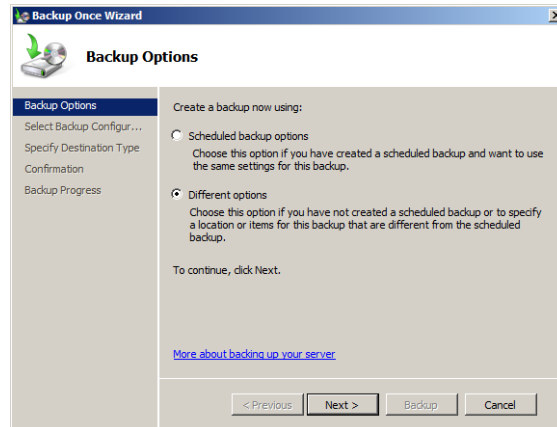 Backup Once Wizard
Backup Options
Backup Options
Select Backup Configur...
Specify Destination Type
Confirmation
Backup Progress
Create a backup now using:
Scheduled backup options
Choose this option if you have created a scheduled backup and want to use
the same settings for this backup.
Different options
Choose this option if you have not created a scheduled backup or to specify
a location or items for this backup that are different from the scheduled
backup.
To continue, click Next.
More about backing up your server
< Previous
Next >
Backup
Cancel